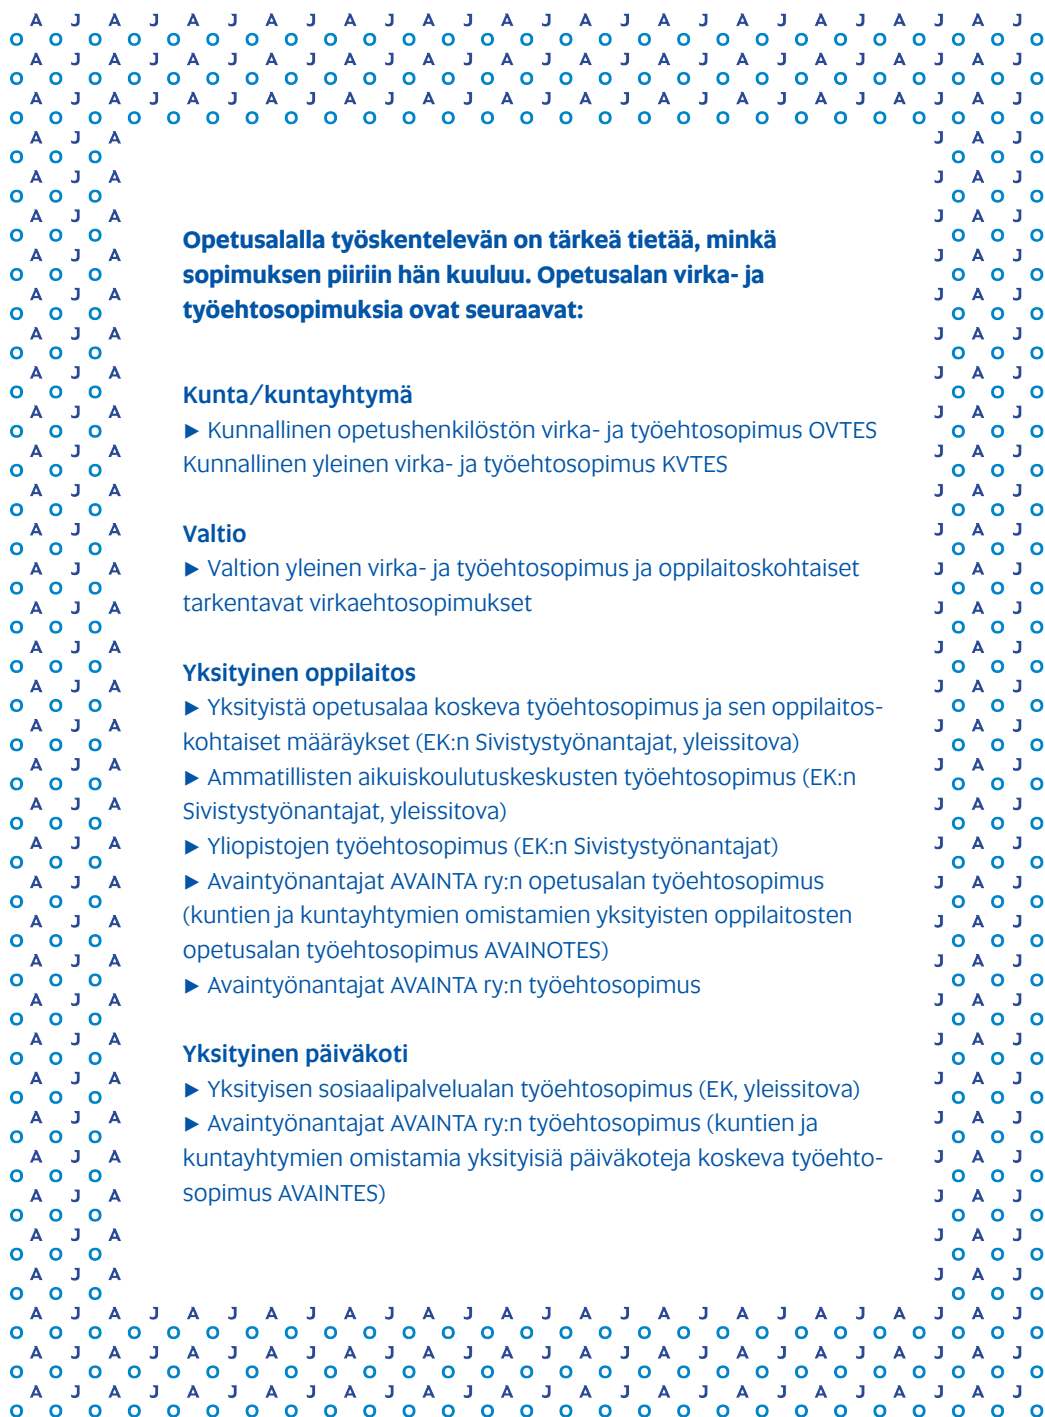 Opetusalalla työskentelevän on tärkeä tietää, minkä
sopimuksen piiriin hän kuuluu. Opetusalan virka- ja
työehtosopimuksia ovat seuraavat:
Kunta/kuntayhtymä
► Kunnallinen opetushenkilöstön virka- ja työehtosopimus OVTES
Kunnallinen yleinen virka- ja työehtosopimus KVTES
Valtio
► Valtion yleinen virka- ja työehtosopimus ja oppilaitoskohtaiset
tarkentavat virkaehtosopimukset
Yksityinen oppilaitos
► Yksityistä opetusalaa koskeva työehtosopimus ja sen oppilaitos-
kohtaiset määräykset (EK:n Sivistystyönantajat, yleissitova)
► Ammatillisten aikuiskoulutuskeskusten työehtosopimus (EK:n
Sivistystyönantajat, yleissitova)
► Yliopistojen työehtosopimus (EK:n Sivistystyönantajat)
► Avaintyönantajat AVAINTA ry:n opetusalan työehtosopimus
(kuntien ja kuntayhtymien omistamien yksityisten oppilaitosten
opetusalan työehtosopimus AVAINOTES)
► Avaintyönantajat AVAINTA ry:n työehtosopimus
Yksityinen päiväkoti
► Yksityisen sosiaalipalvelualan työehtosopimus (EK, yleissitova)
► Avaintyönantajat AVAINTA ry:n työehtosopimus (kuntien ja
kuntayhtymien omistamia yksityisiä päiväkoteja koskeva työehto-
sopimus AVAINTES)